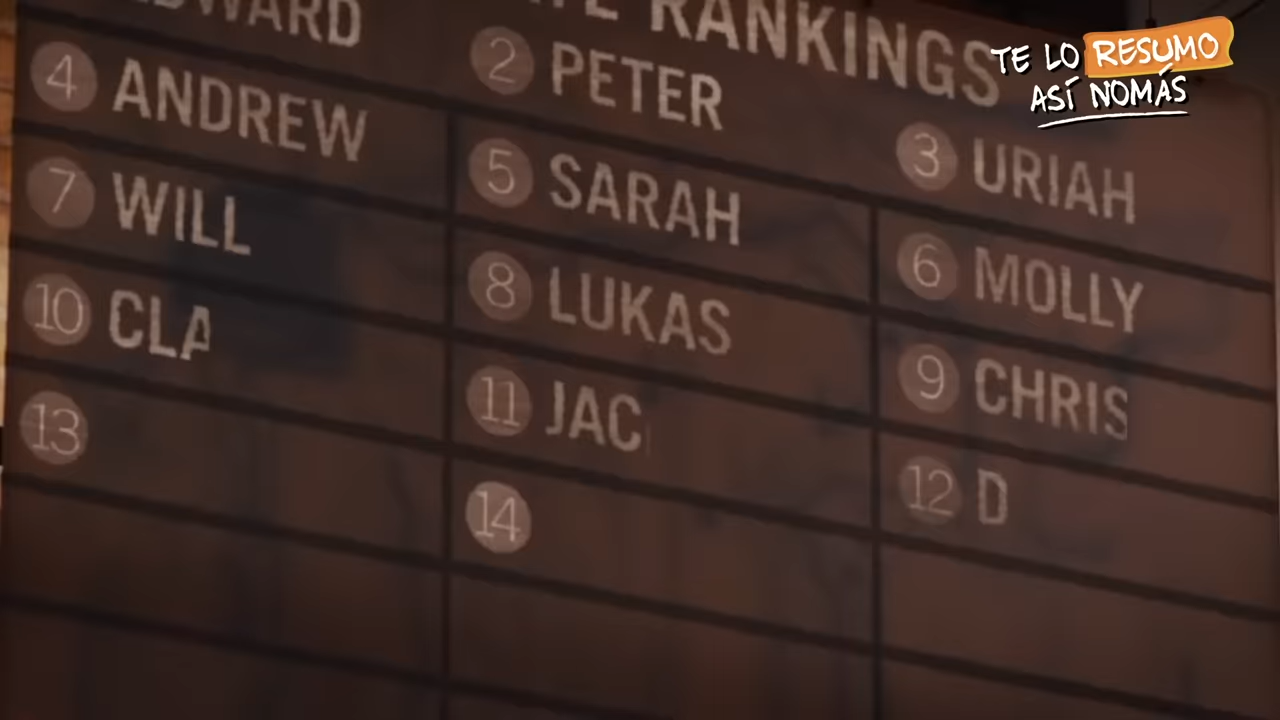 RANKINGS
TE LO RESUMO
ASÍ NOMÁS
2 PETER
3 URIAH
4 ANDREW
5 SARAH
6 MOLLY
7 WILL
8 LUKAS
9 CHRIS
10 CLA
11 JAC
12 D
13
14